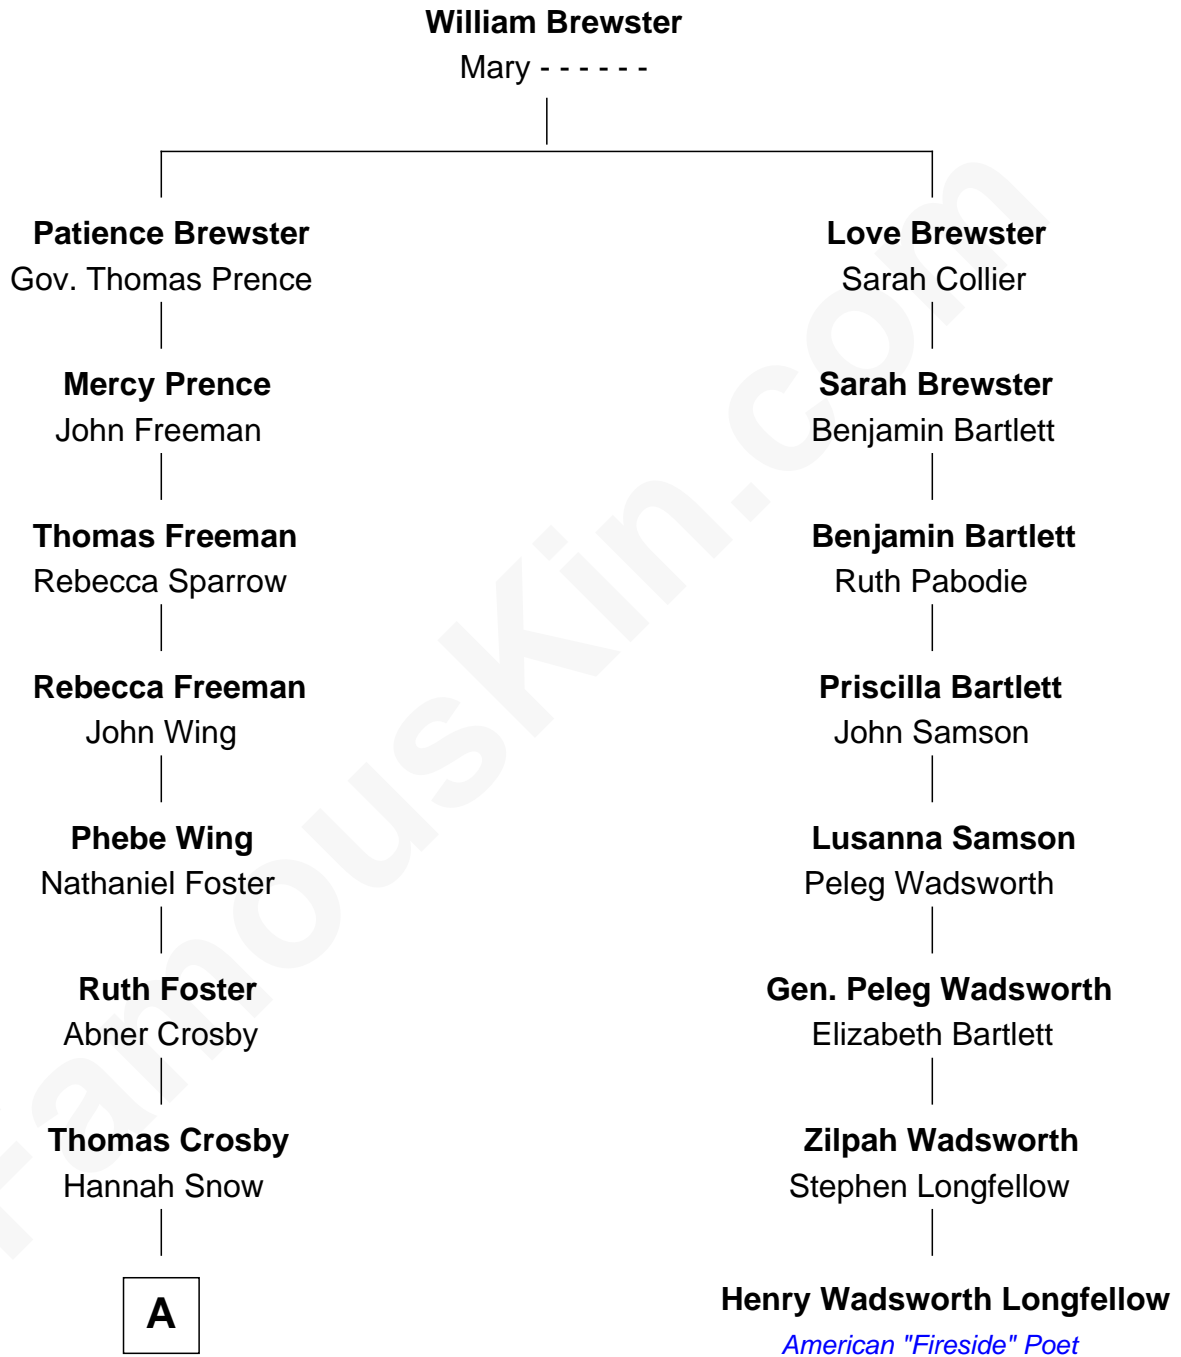 William Brewster
Mary - - - - - -
Patience Brewster
Gov. Thomas Prence
Love Brewster
Sarah Collier
Mercy Prence
John Freeman
Sarah Brewster
Benjamin Bartlett
Thomas Freeman
Rebecca Sparrow
Benjamin Bartlett
Ruth Pabodie
Rebecca Freeman
John Wing
Priscilla Bartlett
John Samson
Phebe Wing
Nathaniel Foster
Lusanna Samson
Peleg Wadsworth
Ruth Foster
Abner Crosby
Gen. Peleg Wadsworth
Elizabeth Bartlett
Thomas Crosby
Hannah Snow
Zilpah Wadsworth
Stephen Longfellow
A
Henry Wadsworth Longfellow
American "Fireside" Poet
FamousKin.com